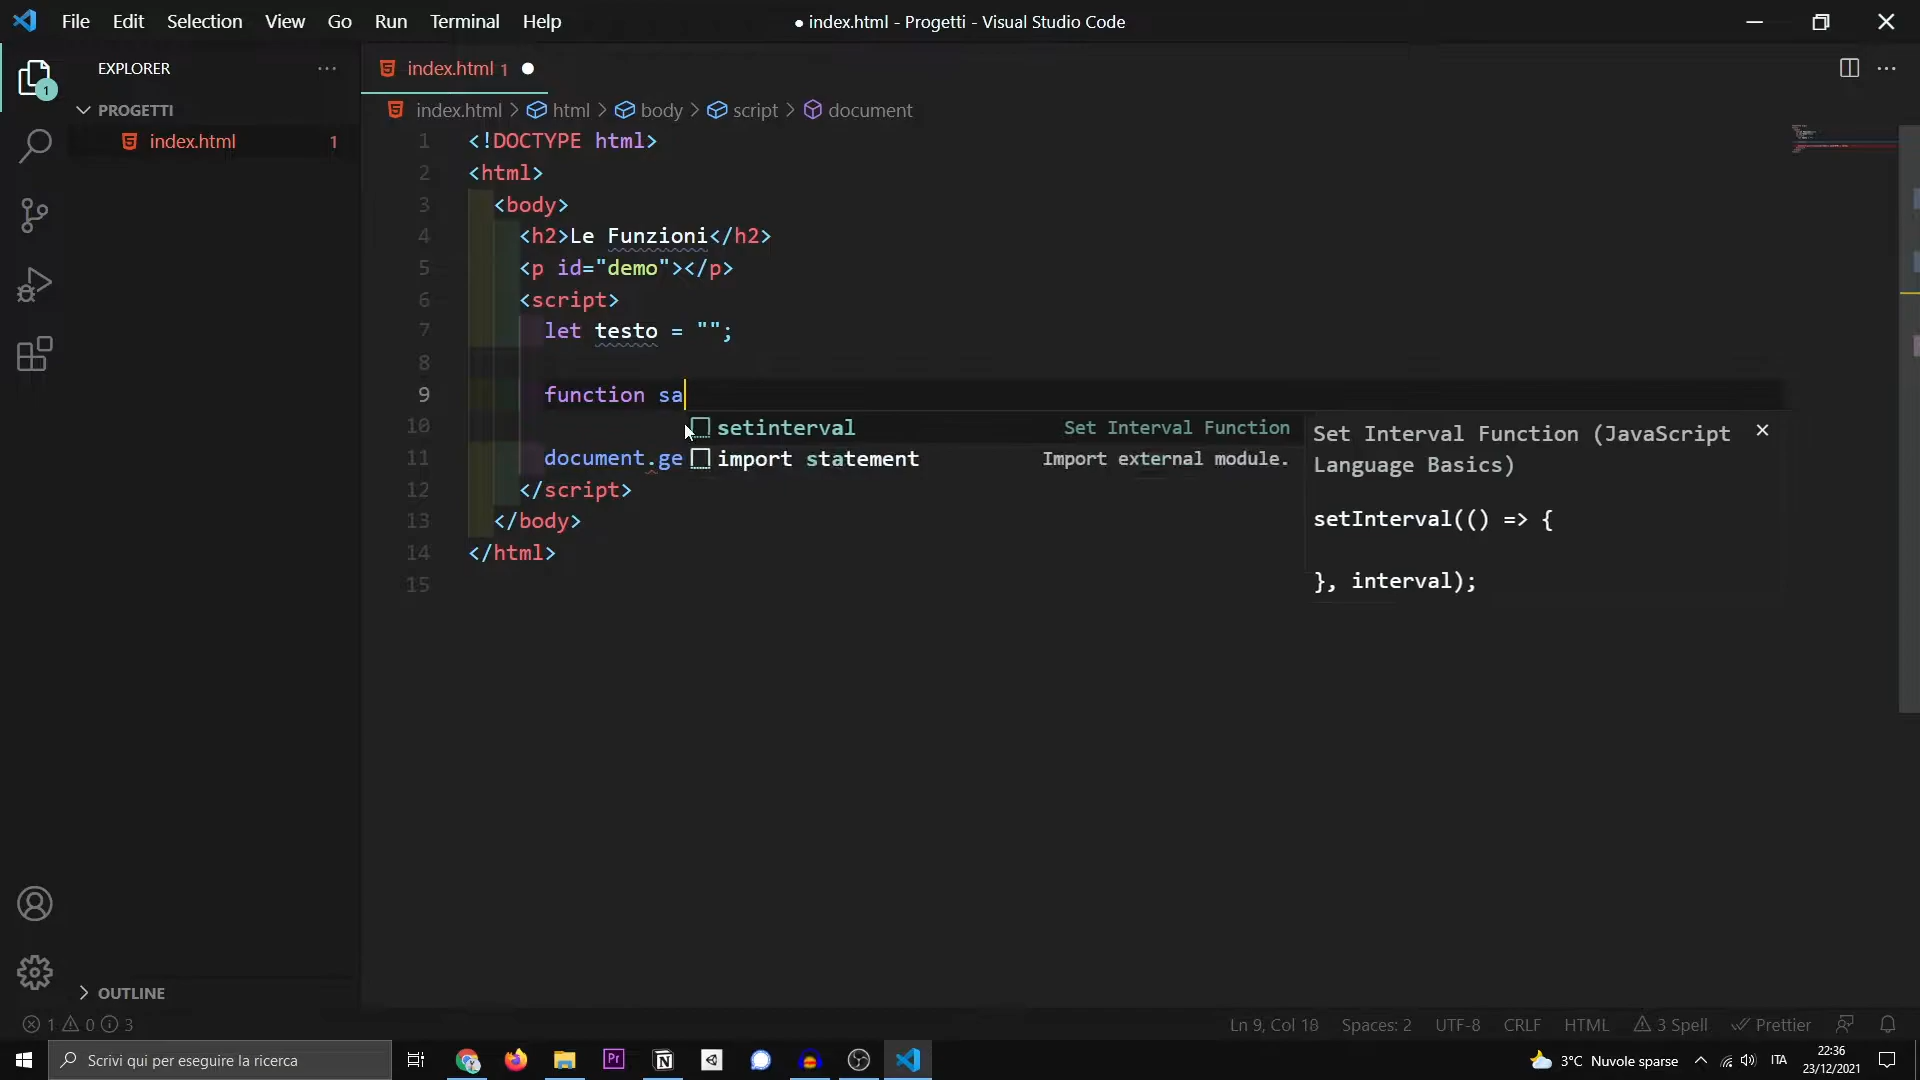 File Edit Selection View Go Run Terminal Help
● index.html - Progetti - Visual Studio Code
EXPLORER
index.html 1
1
PROGETTI
index.html > html > body > script > document
index.html 1
1 <!DOCTYPE html>
2 <html>
3 <body>
4 <h2>Le Funzioni</h2>
5 <p id="demo"></p>
6 <script>
7 let testo = "";
8
9 function sa
10
setinterval Set Interval Function
11 document.ge
import statement Import external module.
12 </script>
13 </body>
14 </html>
15
Set Interval Function (JavaScript
Language Basics)
setInterval(() => {
}, interval);
OUTLINE
1 0 3
Ln 9, Col 18 Spaces: 2 UTF-8 CRLF HTML 3 Spell Prettier
Scrivi qui per eseguire la ricerca
Pr
3°C Nuvole sparse
ITA
22:36
23/12/2021